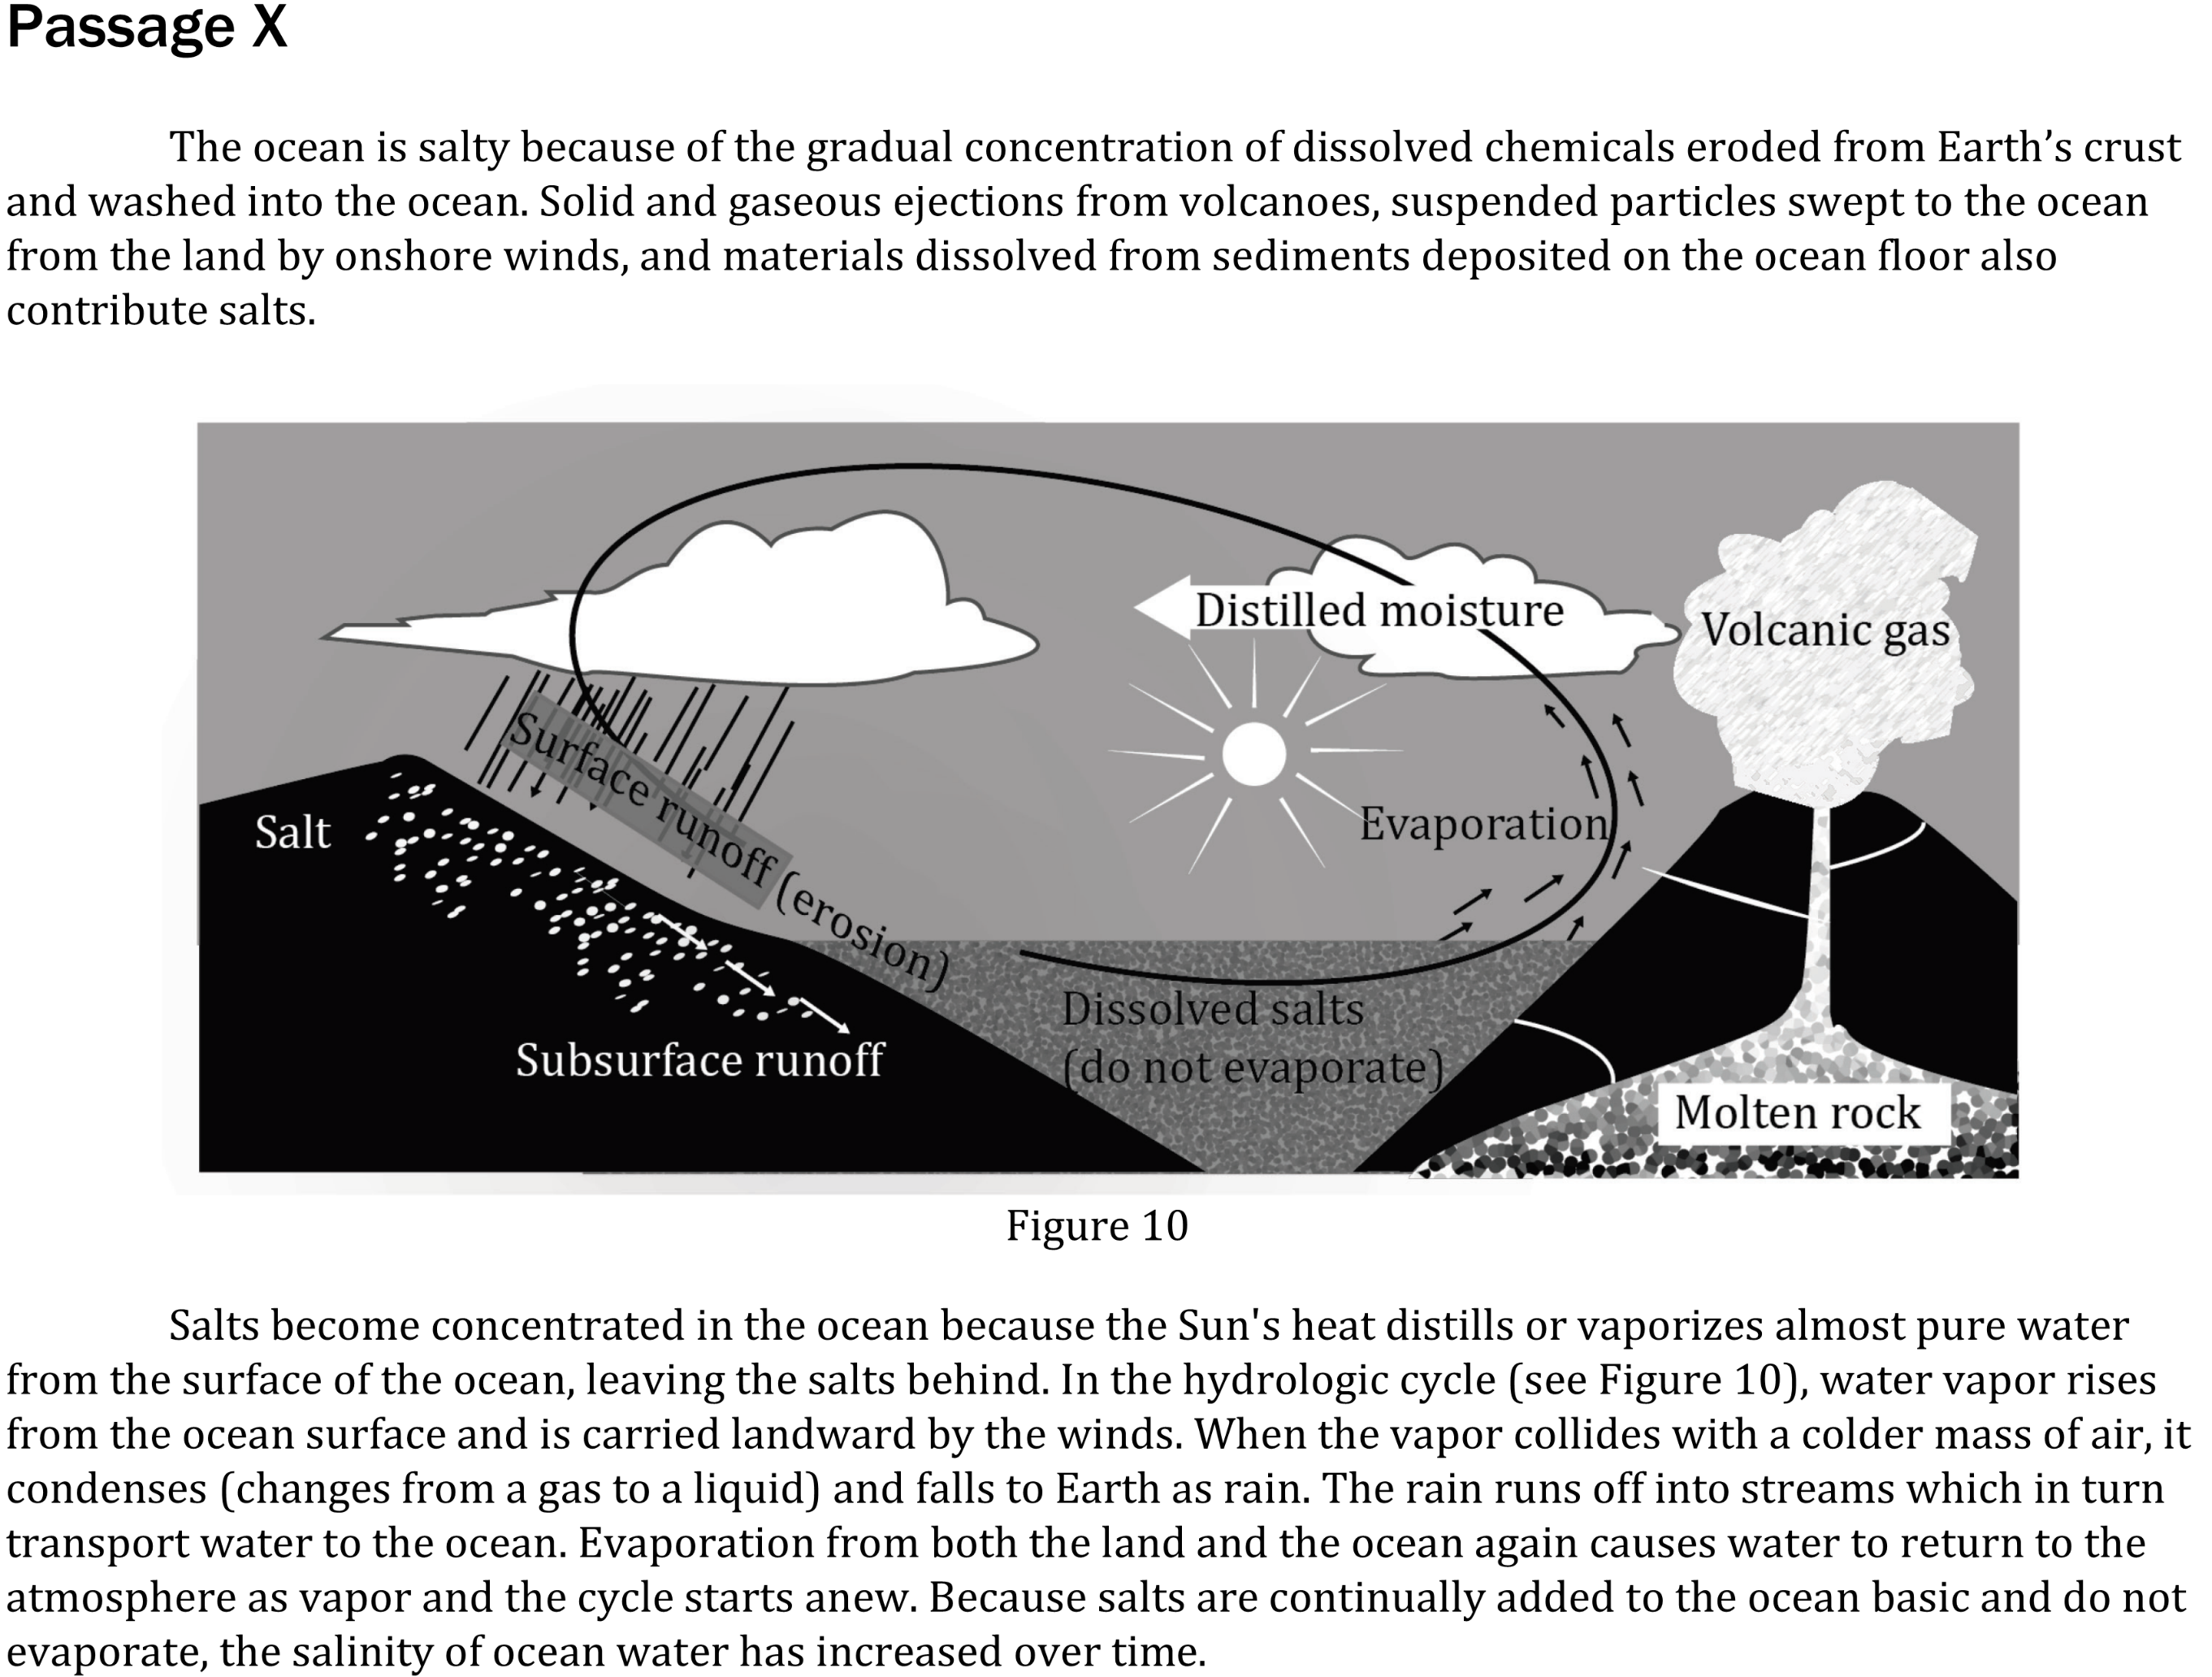 Passage X
The ocean is salty because of the gradual concentration of dissolved chemicals eroded from Earth’s crust
and washed into the ocean. Solid and gaseous ejections from volcanoes, suspended particles swept to the ocean
from the land by onshore winds, and materials dissolved from sediments deposited on the ocean floor also
contribute salts.
Distilled moisture
Volcanic gas
Surface runoff (erosion)
Salt
Evaporation
Dissolved salts
(do not evaporate)
Subsurface runoff
Molten rock
Figure 10
Salts become concentrated in the ocean because the Sun's heat distills or vaporizes almost pure water
from the surface of the ocean, leaving the salts behind. In the hydrologic cycle (see Figure 10), water vapor rises
from the ocean surface and is carried landward by the winds. When the vapor collides with a colder mass of air, it
condenses (changes from a gas to a liquid) and falls to Earth as rain. The rain runs off into streams which in turn
transport water to the ocean. Evaporation from both the land and the ocean again causes water to return to the
atmosphere as vapor and the cycle starts anew. Because salts are continually added to the ocean basic and do not
evaporate, the salinity of ocean water has increased over time.